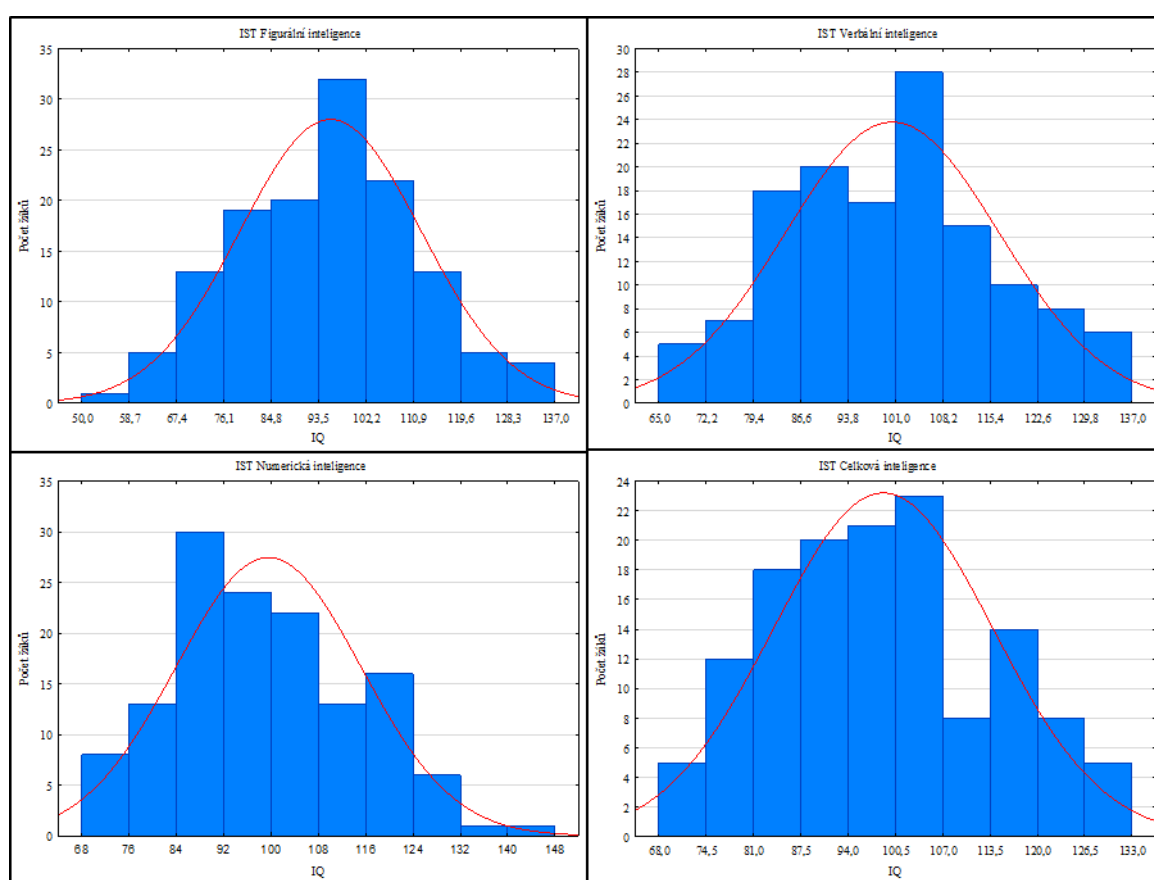 IST Figurální inteligence
35
30
25
20
15
10
5
0
Počet žáků
50,0 58,7 67,4 76,1 84,8 93,5 102,2 110,9 119,6 128,3 137,0
IQ
IST Verbální inteligence
30
28
26
24
22
20
18
16
14
12
10
8
6
4
2
0
Počet žáků
65,0 72,2 79,4 86,6 93,8 101,0 108,2 115,4 122,6 129,8 137,0
IQ
IST Numerická inteligence
35
30
25
20
15
10
5
0
Počet žáků
68 76 84 92 100 108 116 124 132 140 148
IQ
IST Celková inteligence
24
22
20
18
16
14
12
10
8
6
4
2
0
Počet žáků
68,0 74,5 81,0 87,5 94,0 100,5 107,0 113,5 120,0 126,5 133,0
IQ